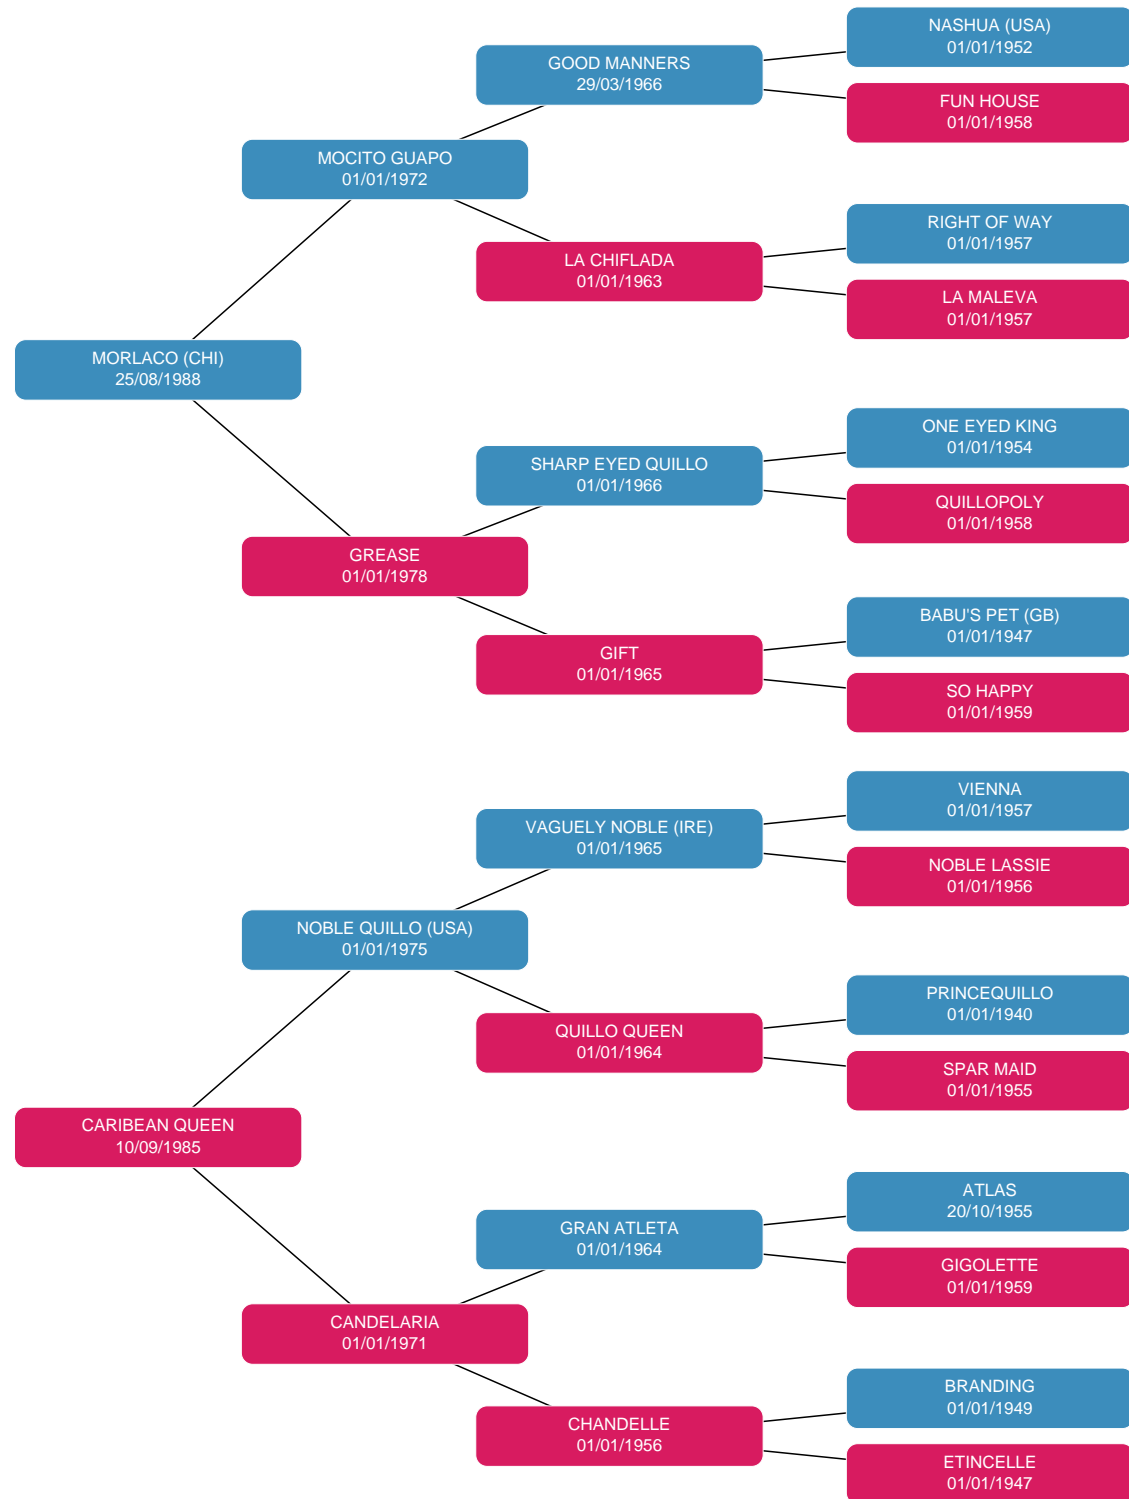 NASHUA (USA)
01/01/1952
GOOD MANNERS
29/03/1966
FUN HOUSE
01/01/1958
MOCITO GUAPO
01/01/1972
RIGHT OF WAY
01/01/1957
LA CHIFLADA
01/01/1963
LA MALEVA
01/01/1957
MORLACO (CHI)
25/08/1988
ONE EYED KING
01/01/1954
SHARP EYED QUILLO
01/01/1966
QUILLOPOLY
01/01/1958
GREASE
01/01/1978
BABU'S PET (GB)
01/01/1947
GIFT
01/01/1965
SO HAPPY
01/01/1959
VIENNA
01/01/1957
VAGUELY NOBLE (IRE)
01/01/1965
NOBLE LASSIE
01/01/1956
NOBLE QUILLO (USA)
01/01/1975
PRINCEQUILLO
01/01/1940
QUILLO QUEEN
01/01/1964
SPAR MAID
01/01/1955
CARIBEAN QUEEN
10/09/1985
ATLAS
20/10/1955
GRAN ATLETA
01/01/1964
GIGOLETTE
01/01/1959
CANDELARIA
01/01/1971
BRANDING
01/01/1949
CHANDELLE
01/01/1956
ETINCELLE
01/01/1947